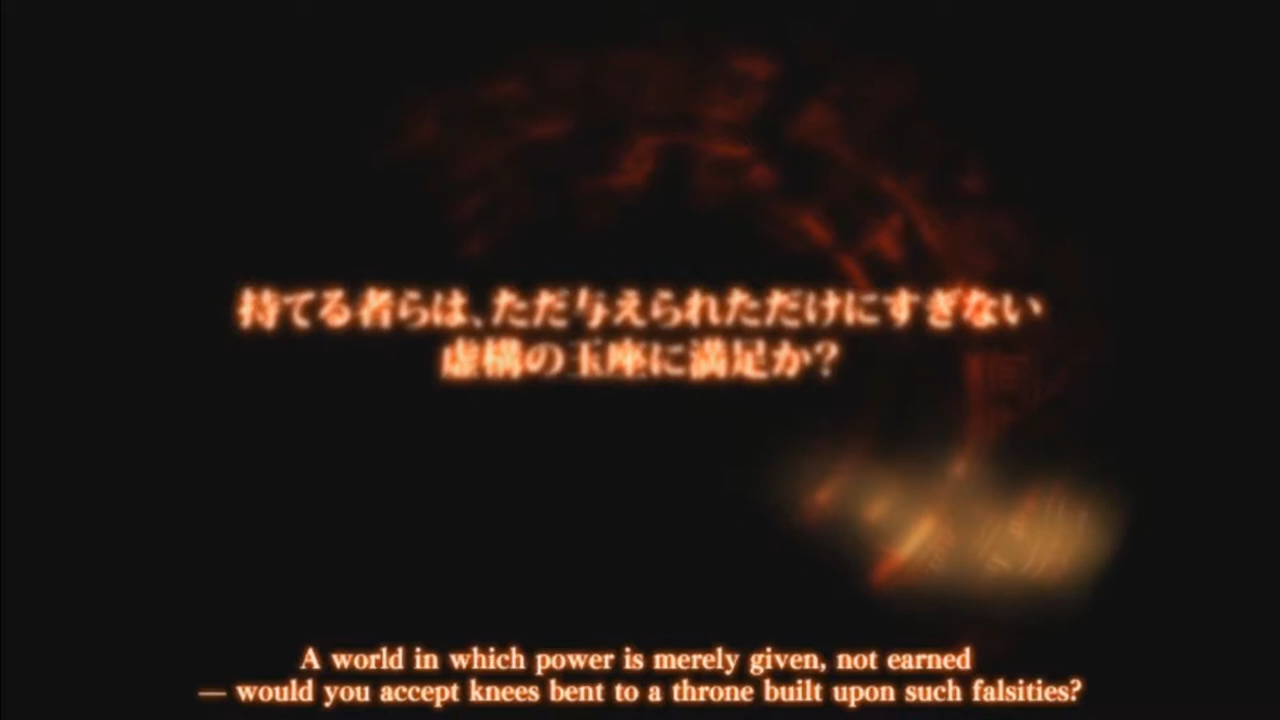 持てる者らは、ただ与えられただけにすぎない
虚構の玉座に満足か?
A world in which power is merely given, not earned
— would you accept knees bent to a throne built upon such falsities?